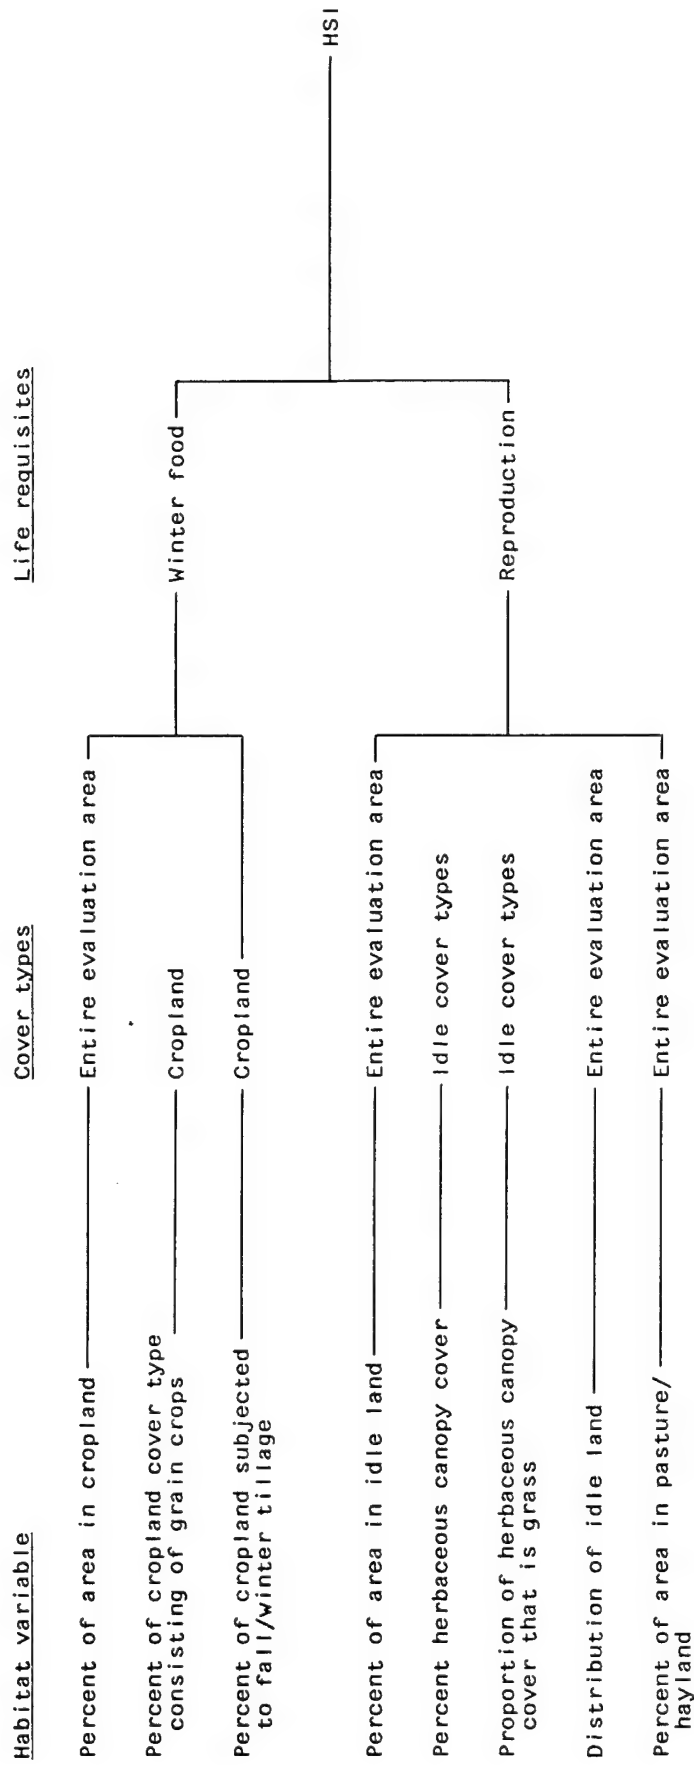 Habitat variable
Cover types
Life requisites
Percent of area in cropland
Entire evaluation area
Percent of cropland cover type
consisting of grain crops
Cropland
Winter food
Percent of cropland subjected
to fall/winter tillage
Cropland
HSI
Percent of area in idle land
Entire evaluation area
Percent herbaceous canopy cover
Idle cover types
Proportion of herbaceous canopy
cover that is grass
Idle cover types
Reproduction
Distribution of idle land
Entire evaluation area
Percent of area in pasture/
hayland
Entire evaluation area